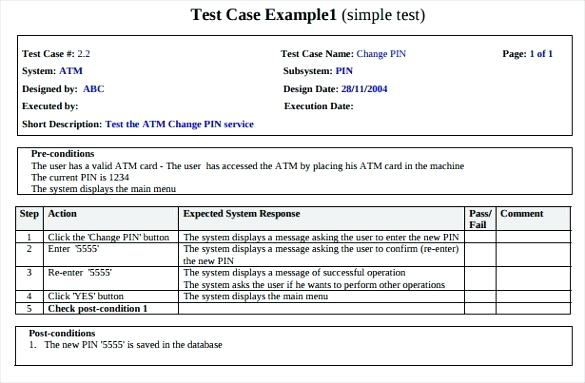 Test Case Example1 (simple test)
Test Case #: 2.2 Test Case Name: Change PIN Page: 1 of 1
System: ATM Subsystem: PIN
Designed by: ABC Design Date: 28/11/2004
Executed by: Execution Date:
Short Description: Test the ATM Change PIN service
Pre-conditions
The user has a valid ATM card - The user has accessed the ATM by placing his ATM card in the machine
The current PIN is 1234
The system displays the main menu
Step Action Expected System Response Pass/ Comment
Fail
1 Click the 'Change PIN' button The system displays a message asking the user to enter the new PIN
2 Enter '5555' The system displays a message asking the user to confirm (re-enter)
the new PIN
3 Re-enter '5555' The system displays a message of successful operation
The system asks the user if he wants to perform other operations
4 Click 'YES' button The system displays the main menu
5 Check post-condition 1
Post-conditions
1. The new PIN '5555' is saved in the database